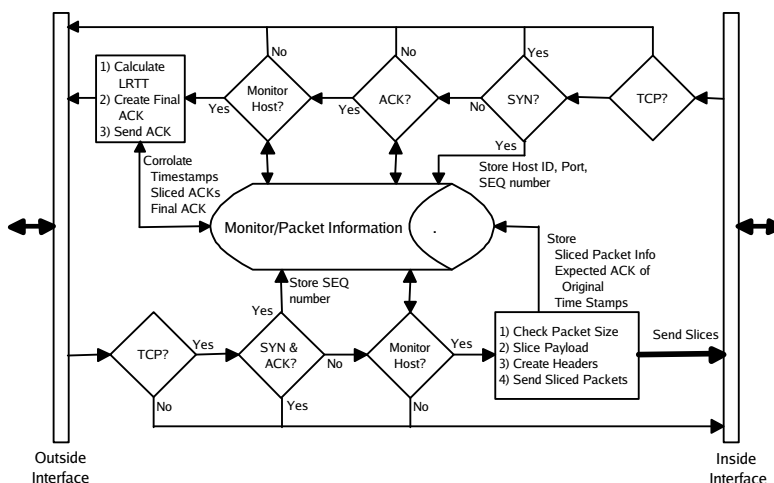 No
No
Yes
1) Calculate
LRTT
2) Create Final
ACK
3) Send ACK
Yes
Monitor
Host?
Yes
ACK?
No
SYN?
TCP?
Yes
Corrolate
Timestamps
Sliced ACKs
Final ACK
Store Host ID, Port,
SEQ number
Monitor/Packet Information
.
Store
Sliced Packet Info
Expected ACK of
Original
Time Stamps
Store SEQ
number
Yes
TCP?
Yes
SYN &
ACK?
No
Monitor
Host?
Yes
1) Check Packet Size
2) Slice Payload
3) Create Headers
4) Send Sliced Packets
Send Slices
No
Yes
No
Outside
Interface
Inside
Interface